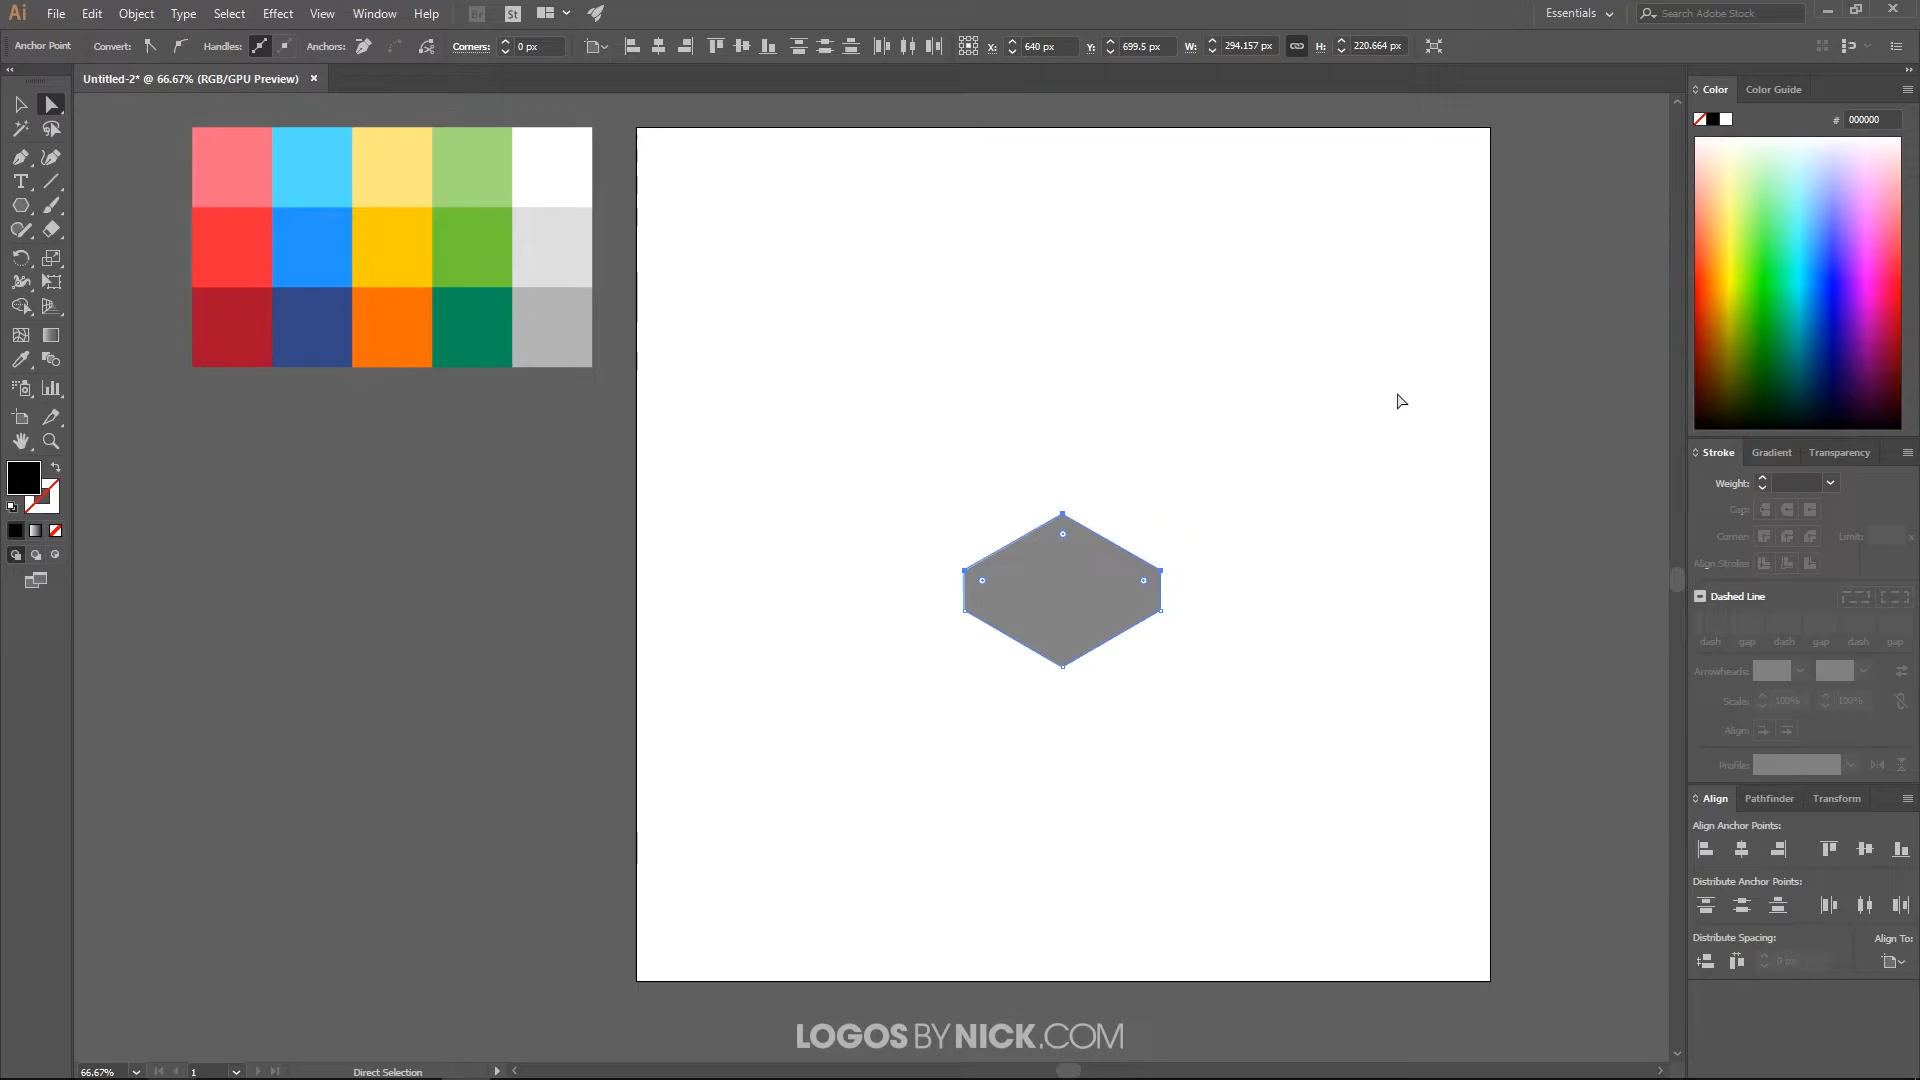 Ai File Edit Object Type Select Effect View Window Help Br St Essentials Search Adobe Stock
Anchor Point Convert: Handles: Anchors: Corners: 0 px X: 640 px Y: 699.5 px W: 294.157 px H: 220.664 px
Untitled-2* @ 66.67% (RGB/GPU Preview) ×
Color Color Guide
# 000000
Stroke Gradient Transparency
Weight:
Cap:
Corner: Limit: x
Align Stroke:
Dashed Line
dash gap dash gap dash gap
Arrowheads:
Scale: 100% 100%
Align:
Profile:
Align Pathfinder Transform
Align Anchor Points:
Distribute Anchor Points:
Distribute Spacing: Align To:
0 px
LOGOS BY NICK.COM
66.67% 1 Direct Selection